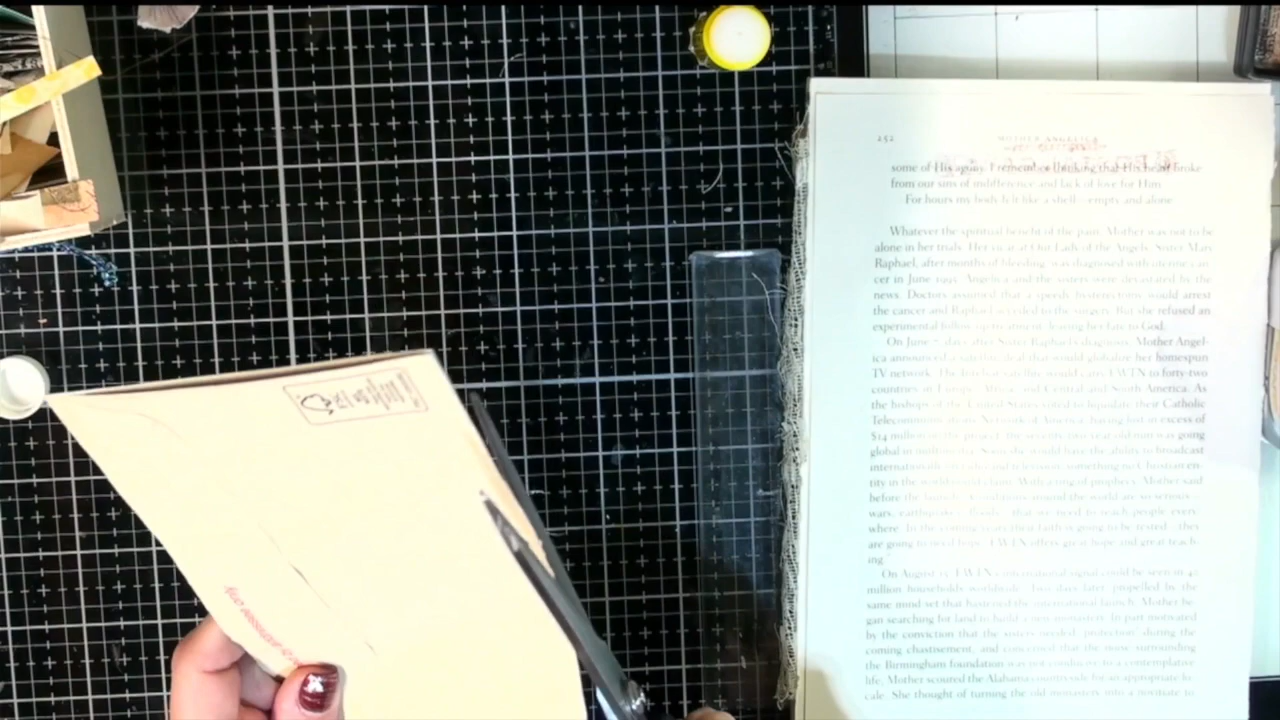 252
MOTHER ANGELICA
some of His agony. I remember thinking that His heart broke
from our sins of indifference and lack of love for Him.
For hours my body felt like a shell—empty and alone.
Whatever the spiritual benefit of the pain, Mother was not to be
alone in her trials. Her vicar at Our Lady of the Angels, Sister Mary
Raphael, after months of bleeding, was diagnosed with uterine can-
cer in June 1991. Angelica and the sisters were devastated by the
news. Doctors assumed that a speedy hysterectomy would arrest
the cancer and Raphael acceded to the surgery. But she refused an
experimental follow-up treatment, leaving her fate to God.
On June days after Sister Raphael's diagnosis, Mother Angel-
ica announced a satellite deal that would globalize her homespun
TV network. The satellite would carry EWTN to forty-two
countries in Europe, Africa, and Central and South America. As
the bishops of the United States voted to liquidate their Catholic
Telecommunications Network of America, having lost in excess of
$14 million on the project, the seventy-two year old nun was going
global in Soon she would have the ability to broadcast
internationally on radio and television, something no Christian en-
tity in the world could claim. With a ring of prophecy, Mother said
before the launch, around the world are so serious—
wars, earthquakes, floods—that we need to reach people every-
where. In the coming years their faith is going to be tested—they
are going to need hope. EWTN offers great hope and great teach-
ing."
On August 15, EWTN's international signal could be seen in 42
million households worldwide. Two days later, propelled by the
same mind set that hastened the international launch, Mother be-
gan searching for land to build a new monastery. In part motivated
by the conviction that the sisters needed "protection" during the
coming chastisement, and concerned that the noise surrounding
the Birmingham foundation was not conducive to a contemplative
life, Mother scoured the Alabama countryside for an appropriate lo-
cale. She thought of turning the old monastery into a novitiate to